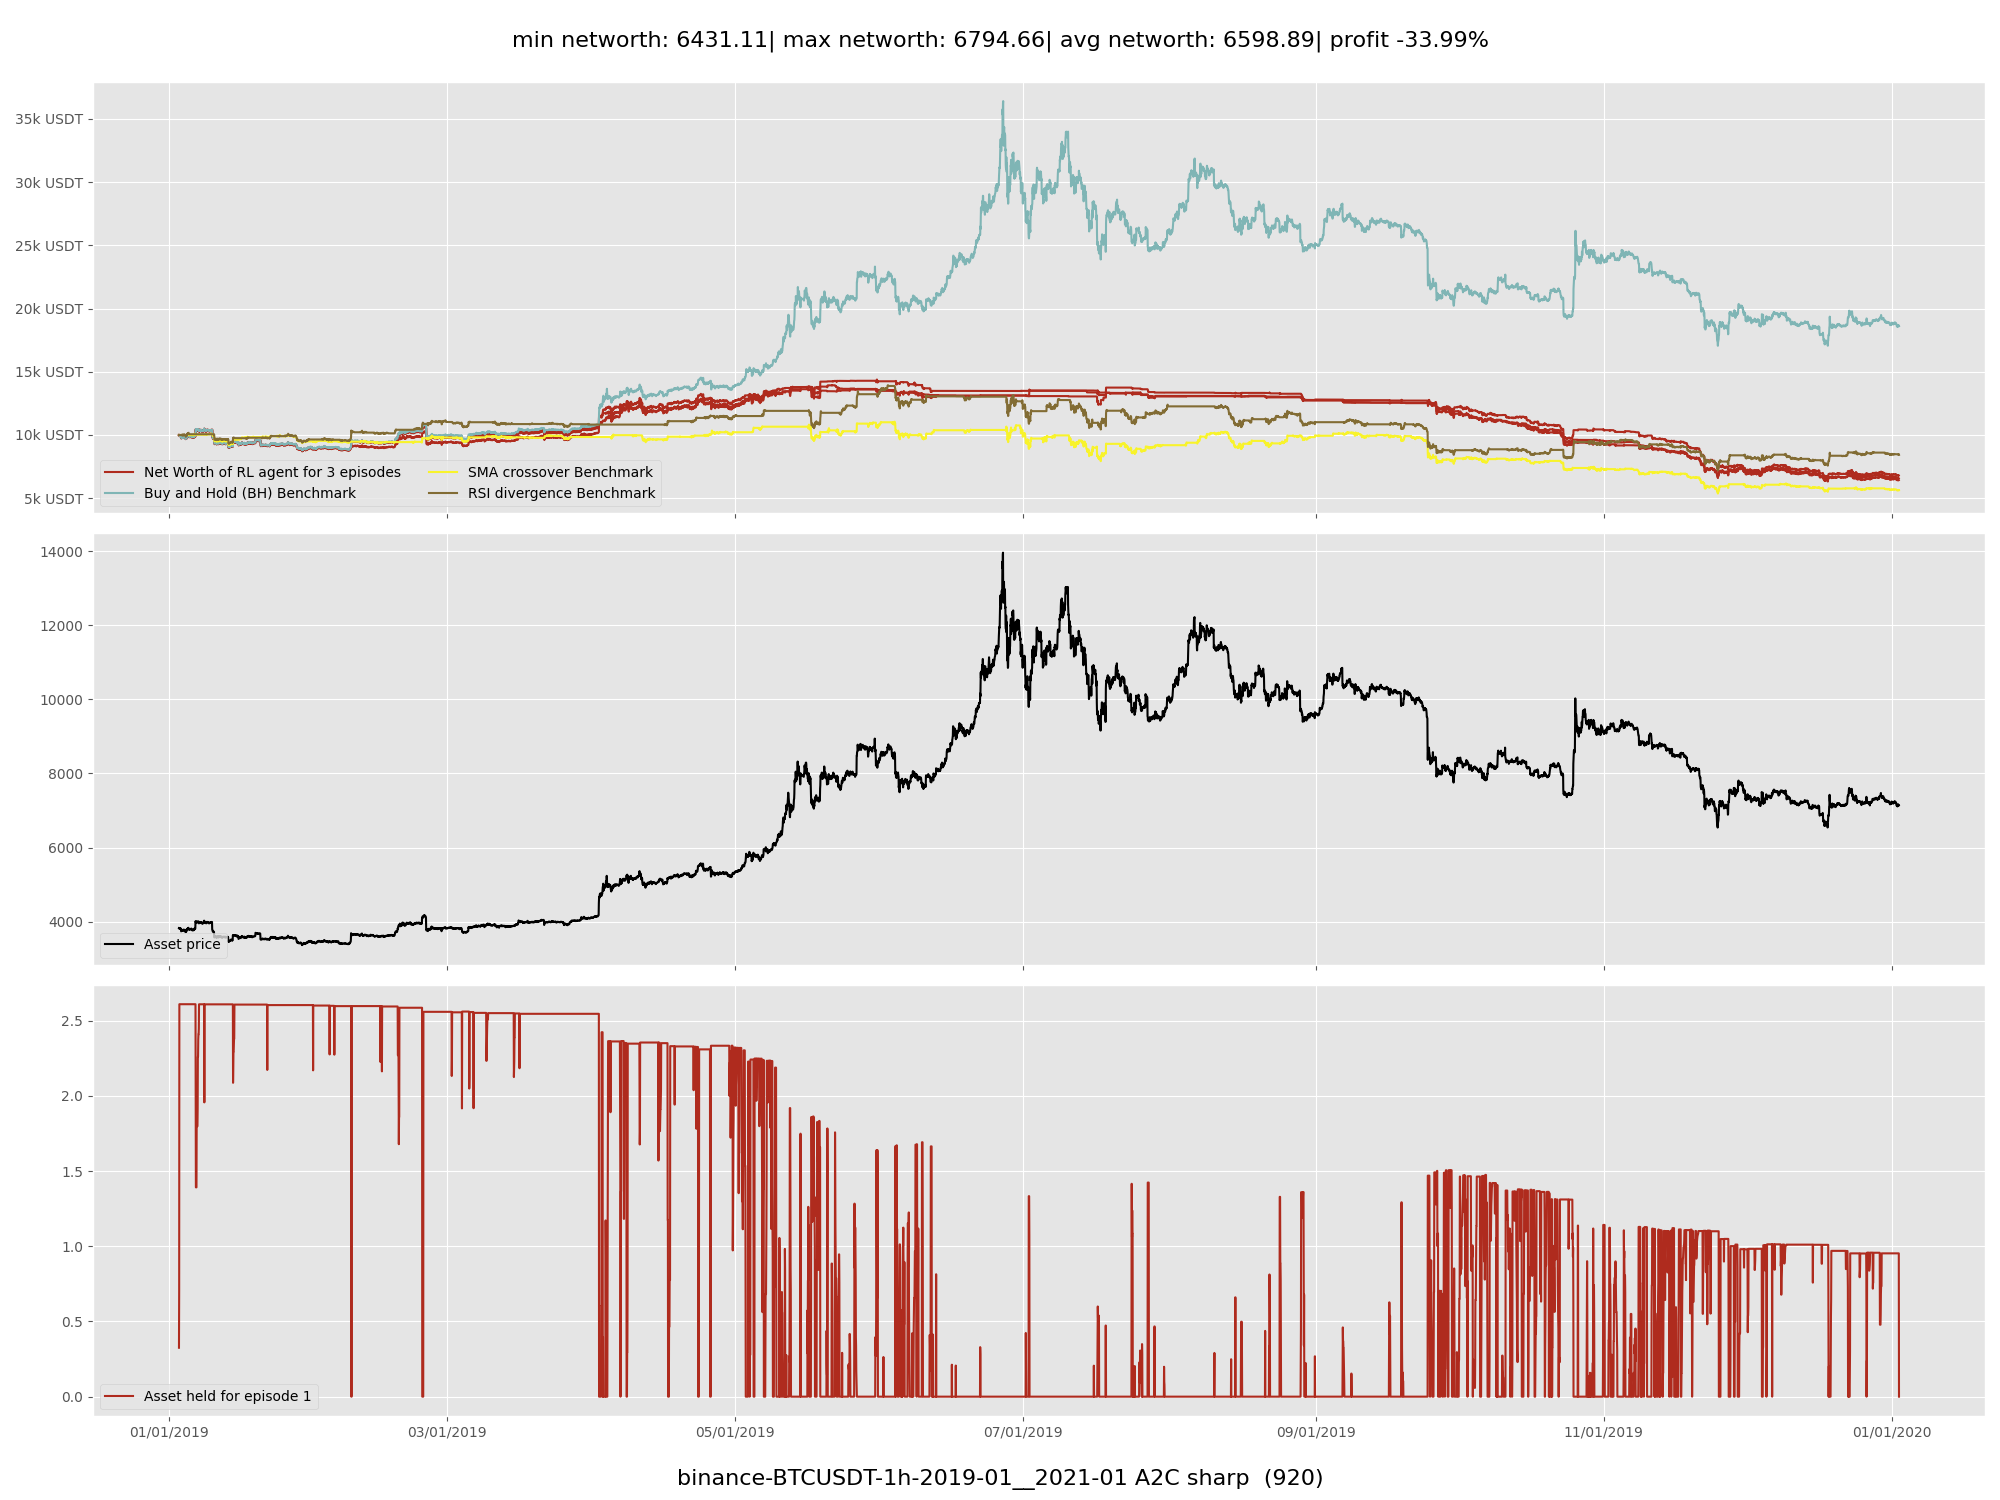 min networth: 6431.11| max networth: 6794.66| avg networth: 6598.89| profit -33.99%
35k USDT
30k USDT
25k USDT
20k USDT
15k USDT
10k USDT
5k USDT
Net Worth of RL agent for 3 episodes
Buy and Hold (BH) Benchmark
SMA crossover Benchmark
RSI divergence Benchmark
14000
12000
10000
8000
6000
4000
Asset price
2.5
2.0
1.5
1.0
0.5
0.0
Asset held for episode 1
01/01/2019 03/01/2019 05/01/2019 07/01/2019 09/01/2019 11/01/2019 01/01/2020
binance-BTCUSDT-1h-2019-01__2021-01 A2C sharp  (920)